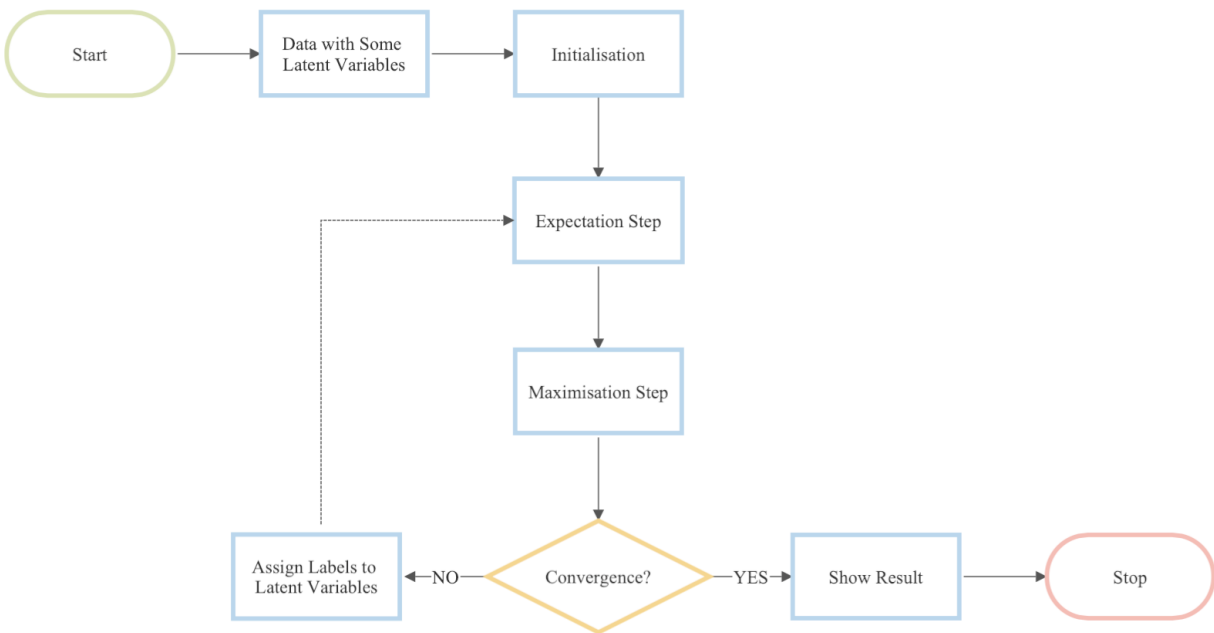 Start
Data with Some
Latent Variables
Initialisation
Expectation Step
Maximisation Step
Convergence?
NO
Assign Labels to
Latent Variables
YES
Show Result
Stop